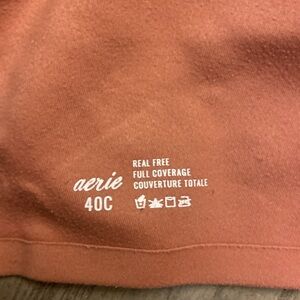 aerie
40C
REAL FREE
FULL COVERAGE
COUVERTURE TOTALE